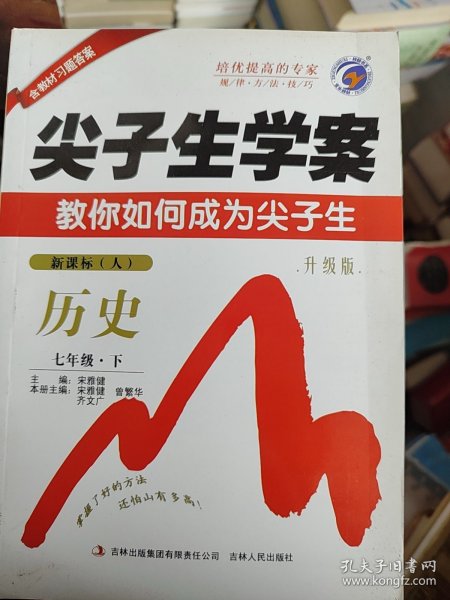 含教材习题答案
培优提高的专家
规/律·方/法·技/巧
尖子生学案
教你如何成为尖子生
新课标(人)
升级版
历史
七年级·下
主 编:宋雅健
本册主编:宋雅健 曾繁华
齐文广
掌握了好的方法
还怕山有多高!
吉林出版集团有限责任公司 吉林人民出版社
孔夫子旧书网
www.kongfz.com